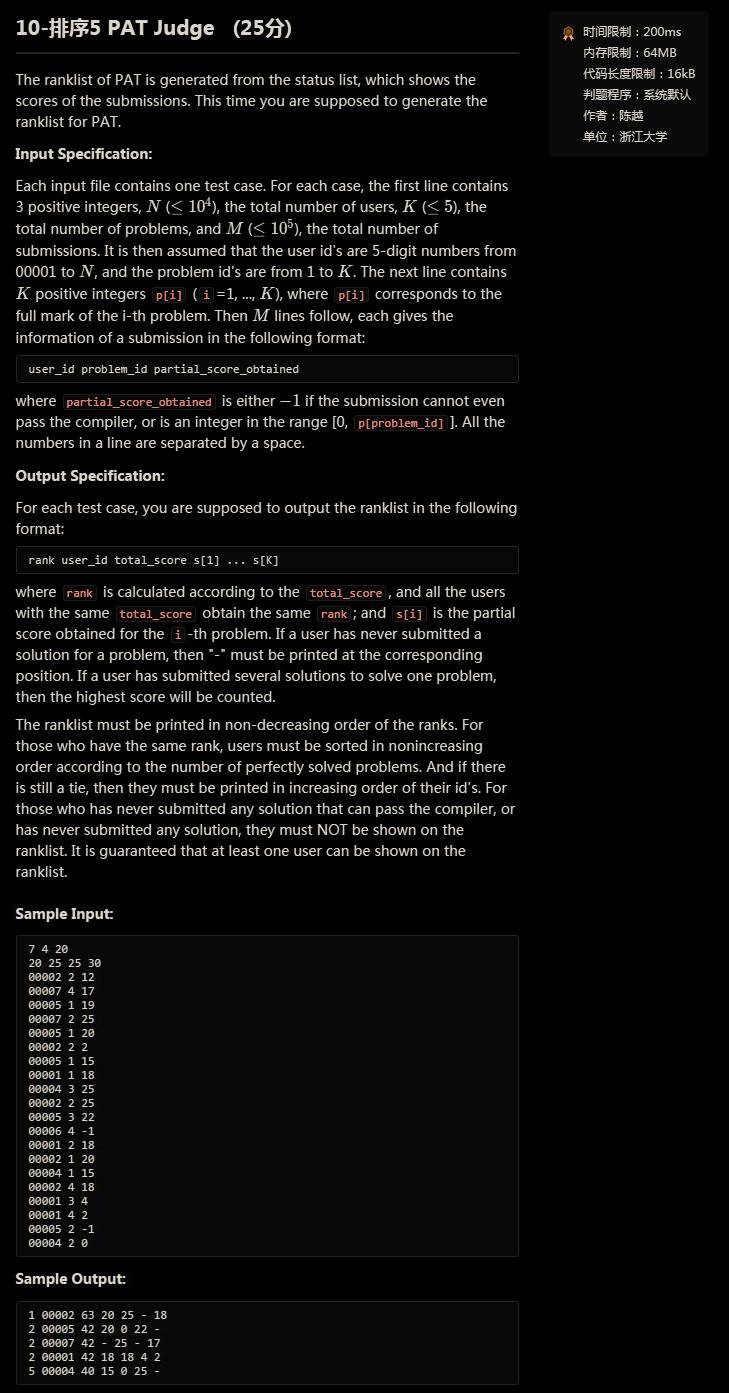 10-排序5 PAT Judge (25分)
The ranklist of PAT is generated from the status list, which shows the
scores of the submissions. This time you are supposed to generate the
ranklist for PAT.
Input Specification:
Each input file contains one test case. For each case, the first line contains
3 positive integers, N (≤ 10⁴), the total number of users, K (≤ 5), the
total number of problems, and M (≤ 10⁵), the total number of
submissions. It is then assumed that the user id's are 5-digit numbers from
00001 to N, and the problem id's are from 1 to K. The next line contains
K positive integers p[i] ( i =1, ..., K), where p[i] corresponds to the
full mark of the i-th problem. Then M lines follow, each gives the
information of a submission in the following format:
user_id problem_id partial_score_obtained
where partial_score_obtained is either −1 if the submission cannot even
pass the compiler, or is an integer in the range [0, p[problem_id] ]. All the
numbers in a line are separated by a space.
Output Specification:
For each test case, you are supposed to output the ranklist in the following
format:
rank user_id total_score s[1] ... s[K]
where rank is calculated according to the total_score , and all the users
with the same total_score obtain the same rank ; and s[i] is the partial
score obtained for the i -th problem. If a user has never submitted a
solution for a problem, then "-" must be printed at the corresponding
position. If a user has submitted several solutions to solve one problem,
then the highest score will be counted.
The ranklist must be printed in non-decreasing order of the ranks. For
those who have the same rank, users must be sorted in nonincreasing
order according to the number of perfectly solved problems. And if there
is still a tie, then they must be printed in increasing order of their id's. For
those who has never submitted any solution that can pass the compiler, or
has never submitted any solution, they must NOT be shown on the
ranklist. It is guaranteed that at least one user can be shown on the
ranklist.
Sample Input:
7 4 20
20 25 25 30
00002 2 12
00007 4 17
00005 1 19
00007 2 25
00005 1 20
00002 2 2
00005 1 15
00001 1 18
00004 3 25
00002 2 25
00005 3 22
00006 4 -1
00001 2 18
00002 1 20
00004 1 15
00002 4 18
00001 3 4
00001 4 2
00005 2 -1
00004 2 0
Sample Output:
1 00002 63 20 25 - 18
2 00005 42 20 0 22 -
2 00007 42 - 25 - 17
2 00001 42 18 18 4 2
5 00004 40 15 0 25 -
时间限制：200ms
内存限制：64MB
代码长度限制：16kB
判题程序：系统默认
作者：陈越
单位：浙江大学